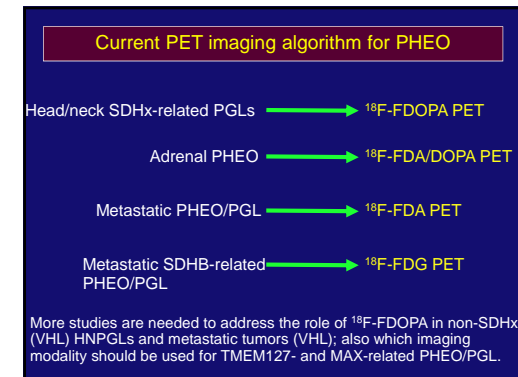 Current PET imaging algorithm for PHEO
Head/neck SDHx-related PGLs ¹⁸F-FDOPA PET
Adrenal PHEO ¹⁸F-FDA/DOPA PET
Metastatic PHEO/PGL ¹⁸F-FDA PET
Metastatic SDHB-related ¹⁸F-FDG PET
PHEO/PGL
More studies are needed to address the role of ¹⁸F-FDOPA in non-SDHx
(VHL) HNPGLs and metastatic tumors (VHL); also which imaging
modality should be used for TMEM127- and MAX-related PHEO/PGL.